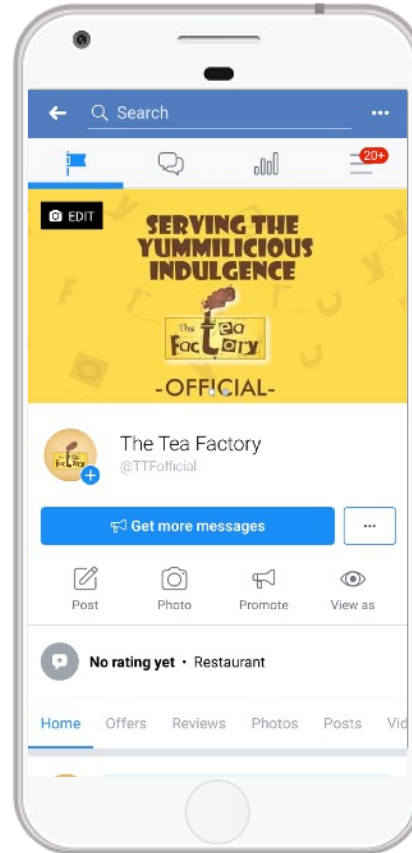 Search
20+
EDIT
SERVING THE
YUMMILICIOUS
INDULGENCE
The Tea
Factory
-OFFICIAL-
The Tea Factory
@TTFofficial
Get more messages
Post Photo Promote View as
No rating yet • Restaurant
Home Offers Reviews Photos Posts Vid